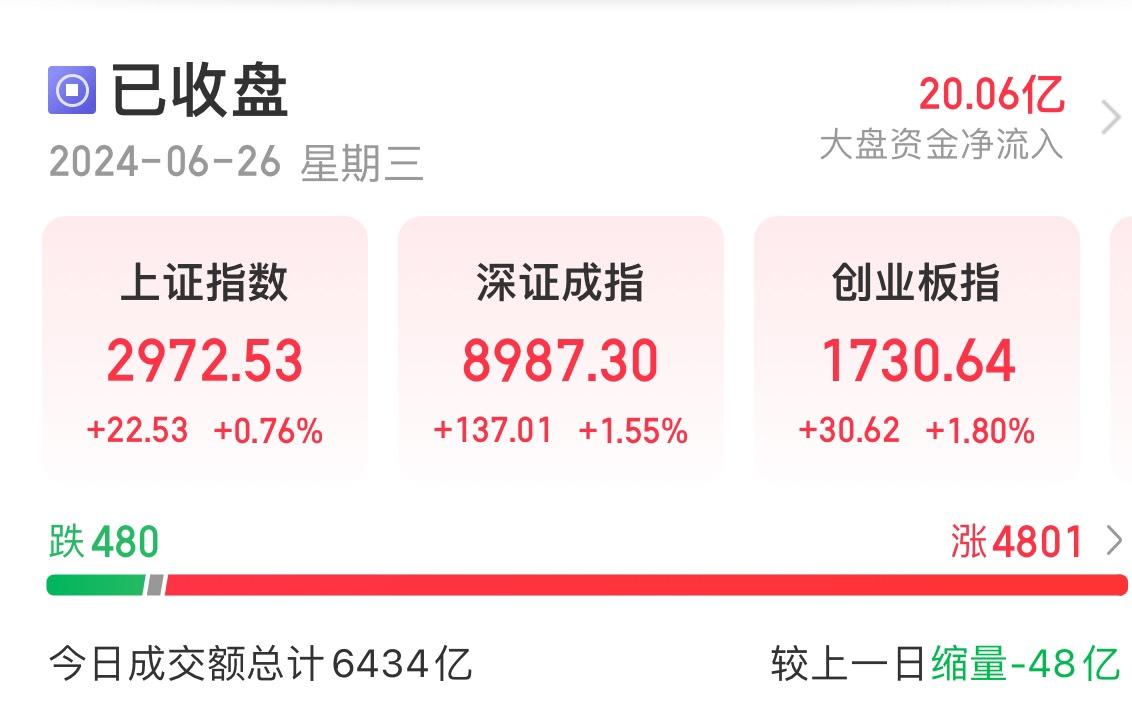 已收盘
20.06亿
2024-06-26 星期三
大盘资金净流入
上证指数
2972.53
+22.53 +0.76%
深证成指
8987.30
+137.01 +1.55%
创业板指
1730.64
+30.62 +1.80%
跌480
涨4801
今日成交额总计6434亿
较上一日缩量-48亿